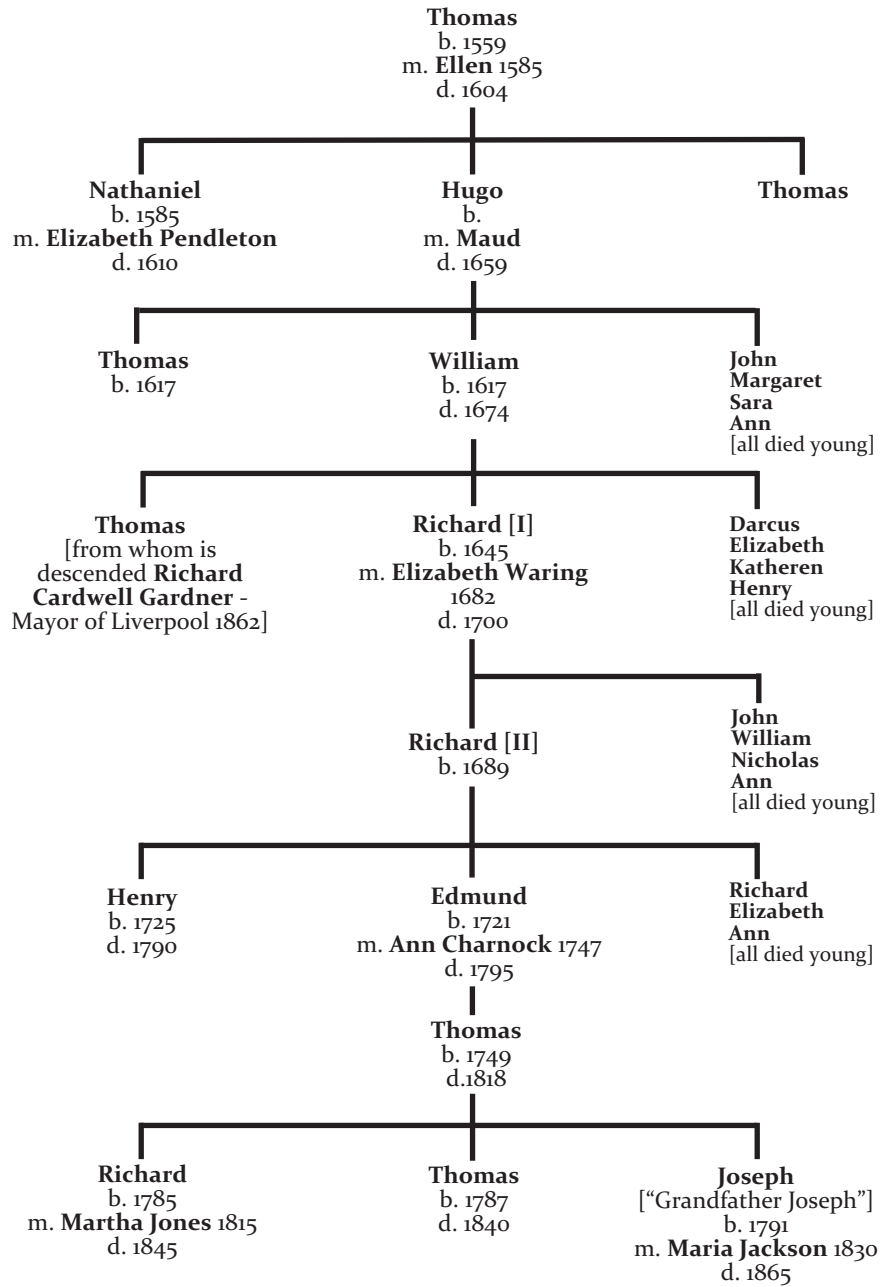 Thomas
b. 1559
m. Ellen 1585
d. 1604
Nathaniel
b. 1585
m. Elizabeth Pendleton
d. 1610
Hugo
b.
m. Maud
d. 1659
Thomas
Thomas
b. 1617
William
b. 1617
d. 1674
John
Margaret
Sara
Ann
[all died young]
Thomas
[from whom is
descended Richard
Cardwell Gardner -
Mayor of Liverpool 1862]
Richard [I]
b. 1645
m. Elizabeth Waring
1682
d. 1700
Darcus
Elizabeth
Katheren
Henry
[all died young]
Richard [II]
b. 1689
John
William
Nicholas
Ann
[all died young]
Henry
b. 1725
d. 1790
Edmund
b. 1721
m. Ann Charnock 1747
d. 1795
Richard
Elizabeth
Ann
[all died young]
Thomas
b. 1749
d.1818
Richard
b. 1785
m. Martha Jones 1815
d. 1845
Thomas
b. 1787
d. 1840
Joseph
[“Grandfather Joseph”]
b. 1791
m. Maria Jackson 1830
d. 1865